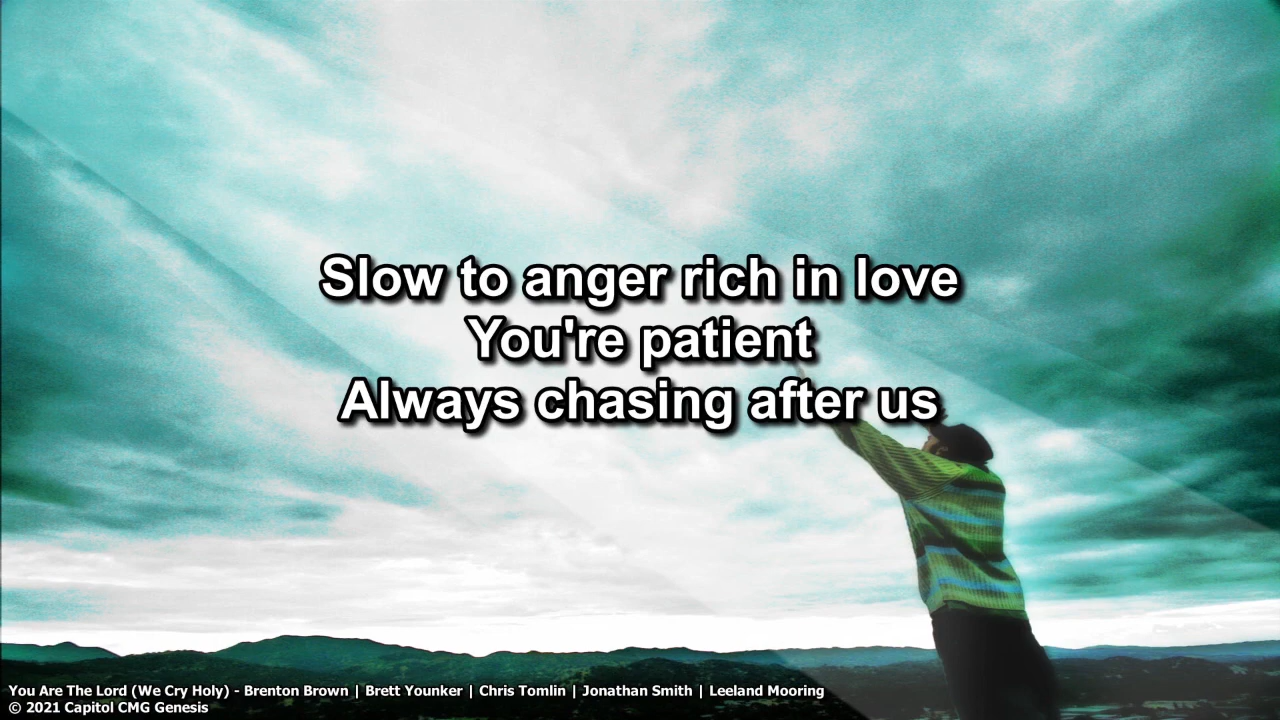 Slow to anger rich in love
You're patient
Always chasing after us
You Are The Lord (We Cry Holy) - Brenton Brown | Brett Younker | Chris Tomlin | Jonathan Smith | Leeland Mooring
© 2021 Capitol CMG Genesis